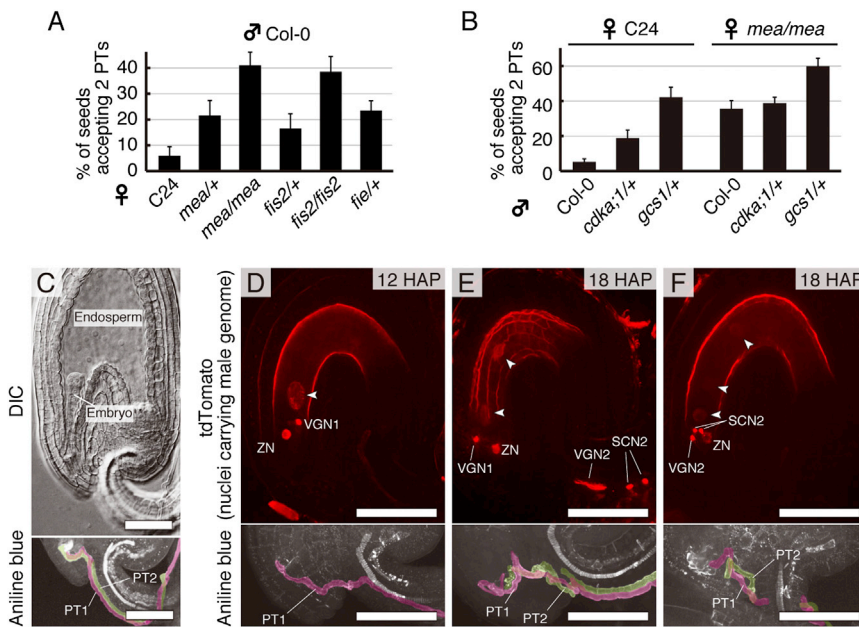 A
♂ Col-0
% of seeds accepting 2 PTs
40
30
20
10
0
♀
C24
mea/+
mea/mea
fis2/+
fis2/fis2
fie/+
B
♀ C24
♀ mea/mea
% of seeds accepting 2 PTs
60
40
20
0
♂
Col-0
cdka;1/+
gcs1/+
Col-0
cdka;1/+
gcs1/+
C
DIC
Endosperm
Embryo
Aniline blue
PT1
PT2
tdTomato
(nuclei carrying male genome)
Aniline blue
D
12 HAP
ZN
VGN1
PT1
E
18 HAP
VGN1
ZN
VGN2
SCN2
PT1
PT2
F
18 HAP
SCN2
VGN2
ZN
PT2
PT1